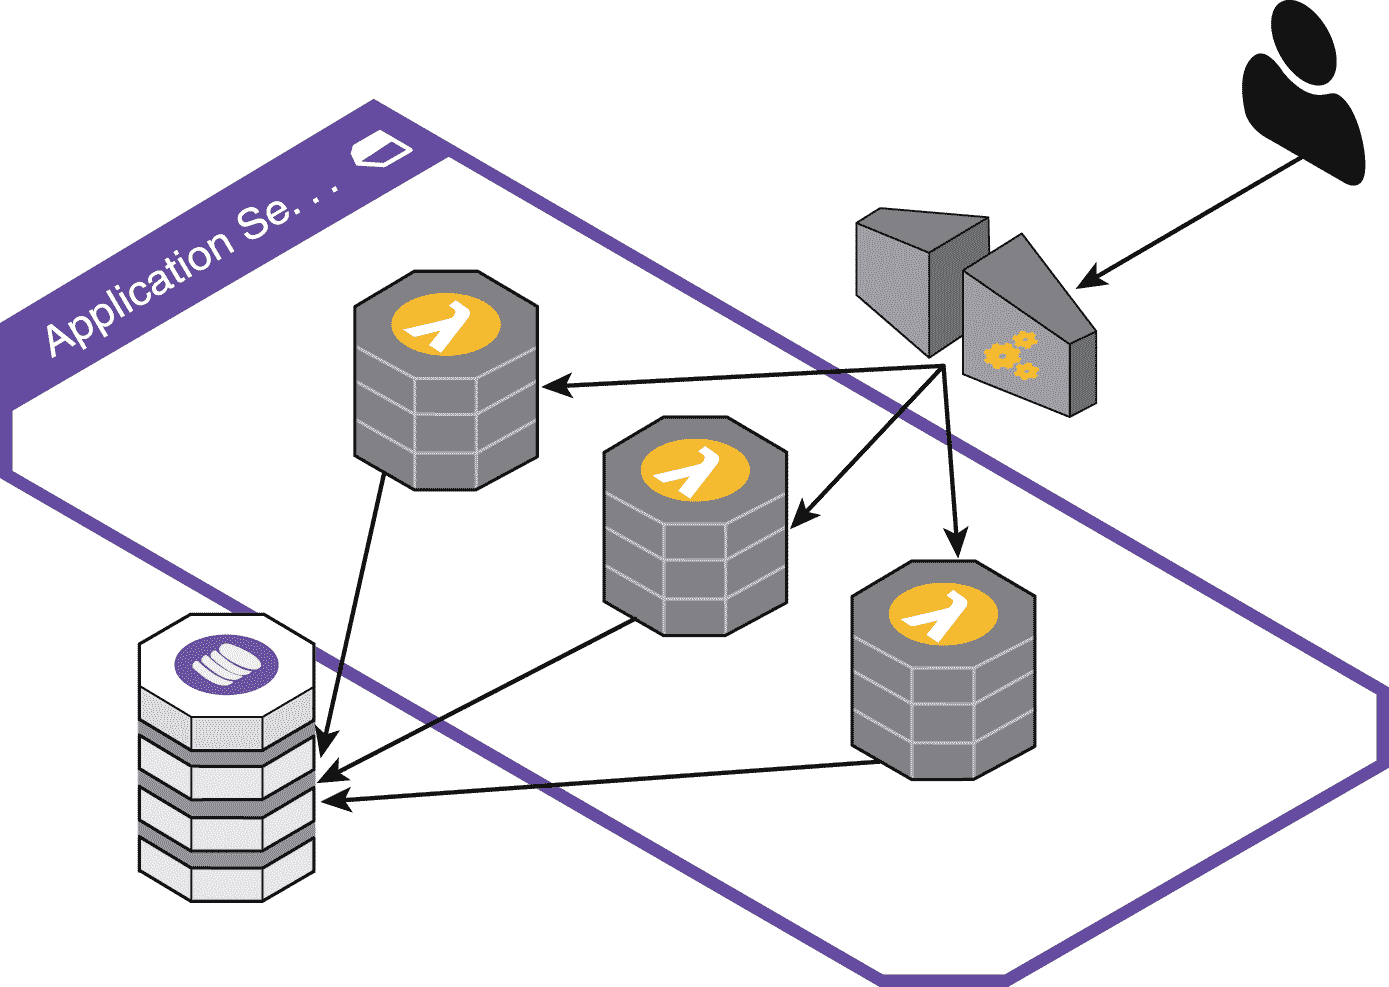 Application Se. . .
λ
λ
λ